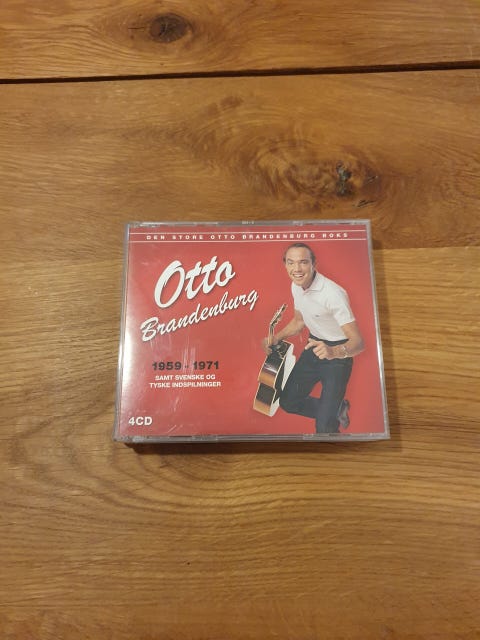 DEN STORE OTTO BRANDENBURG BOKS
Otto
Brandenburg
1959 - 1971
SAMT SVENSKE OG
TYSKE INDSPILNINGER
4CD